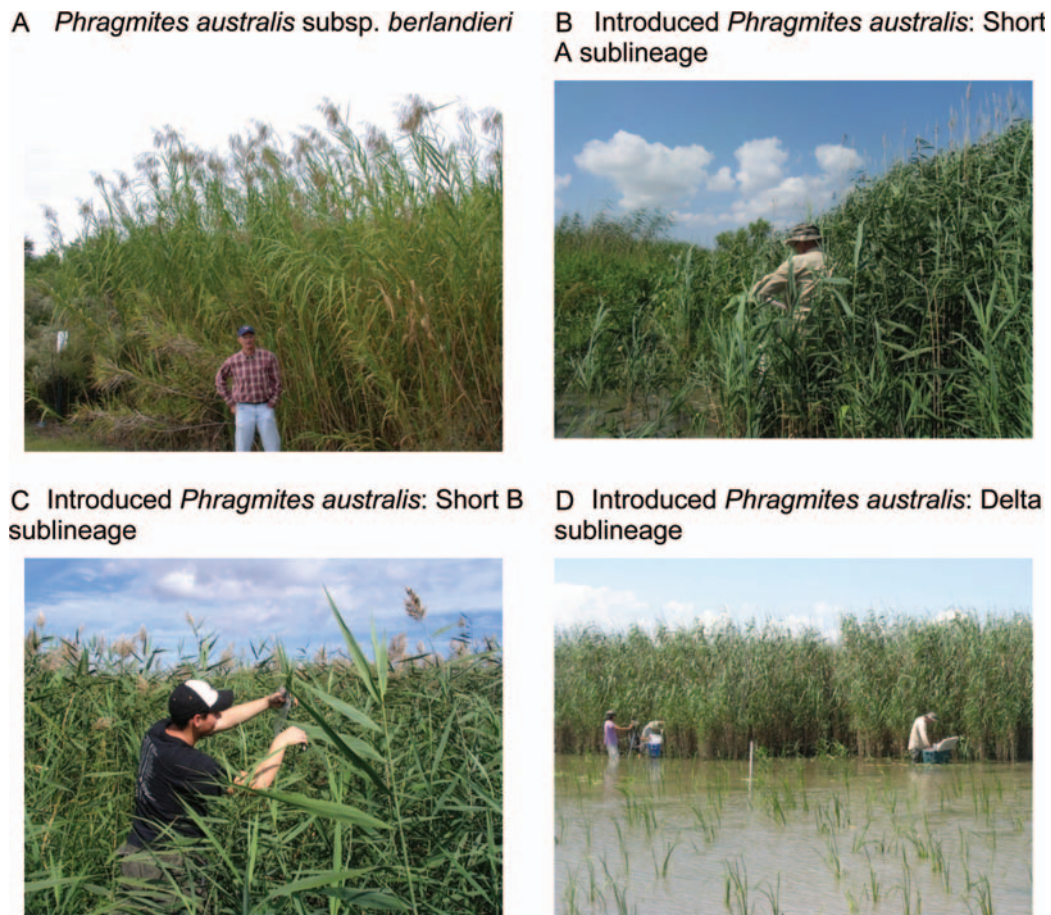 A Phragmites australis subsp. berlandieri
B Introduced Phragmites australis: Short
A sublineage
C Introduced Phragmites australis: Short B
sublineage
D Introduced Phragmites australis: Delta
sublineage